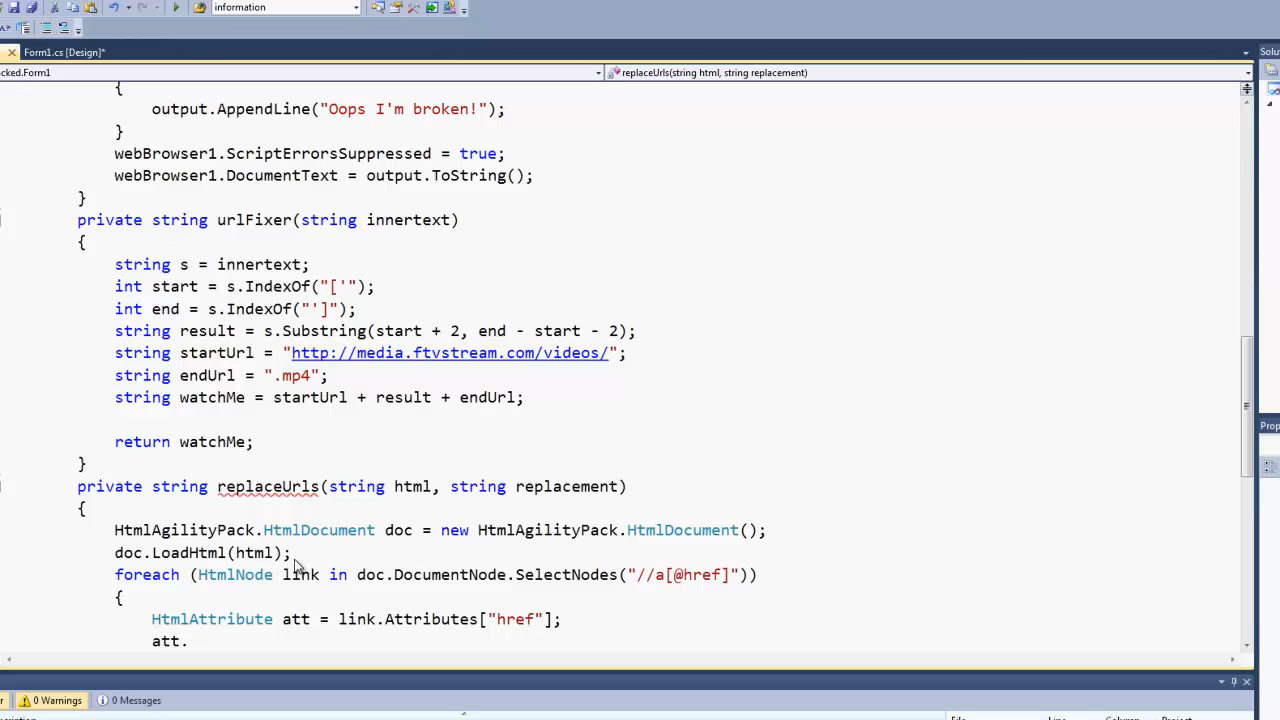 information
Form1.cs [Design]*
Solu
cked.Form1
replaceUrls(string html, string replacement)
{
output.AppendLine("Oops I'm broken!");
}
webBrowser1.ScriptErrorsSuppressed = true;
webBrowser1.DocumentText = output.ToString();
}
private string urlFixer(string innertext)
{
string s = innertext;
int start = s.IndexOf("['");
int end = s.IndexOf("']");
string result = s.Substring(start + 2, end - start - 2);
string startUrl = "http://media.ftvstream.com/videos/";
string endUrl = ".mp4";
string watchMe = startUrl + result + endUrl;
return watchMe;
}
Prop
private string replaceUrls(string html, string replacement)
{
HtmlAgilityPack.HtmlDocument doc = new HtmlAgilityPack.HtmlDocument();
doc.LoadHtml(html);
foreach (HtmlNode link in doc.DocumentNode.SelectNodes("//a[@href]"))
{
HtmlAttribute att = link.Attributes["href"];
att.
0 Warnings
0 Messages